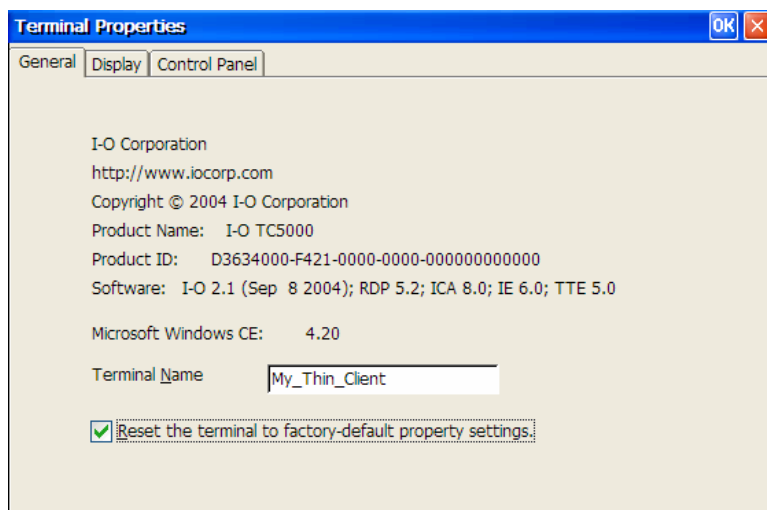 Terminal Properties OK
General Display Control Panel
I-O Corporation
http://www.iocorp.com
Copyright © 2004 I-O Corporation
Product Name: I-O TC5000
Product ID: D3634000-F421-0000-0000-000000000000
Software: I-O 2.1 (Sep 8 2004); RDP 5.2; ICA 8.0; IE 6.0; TTE 5.0
Microsoft Windows CE: 4.20
Terminal Name My_Thin_Client
Reset the terminal to factory-default property settings.